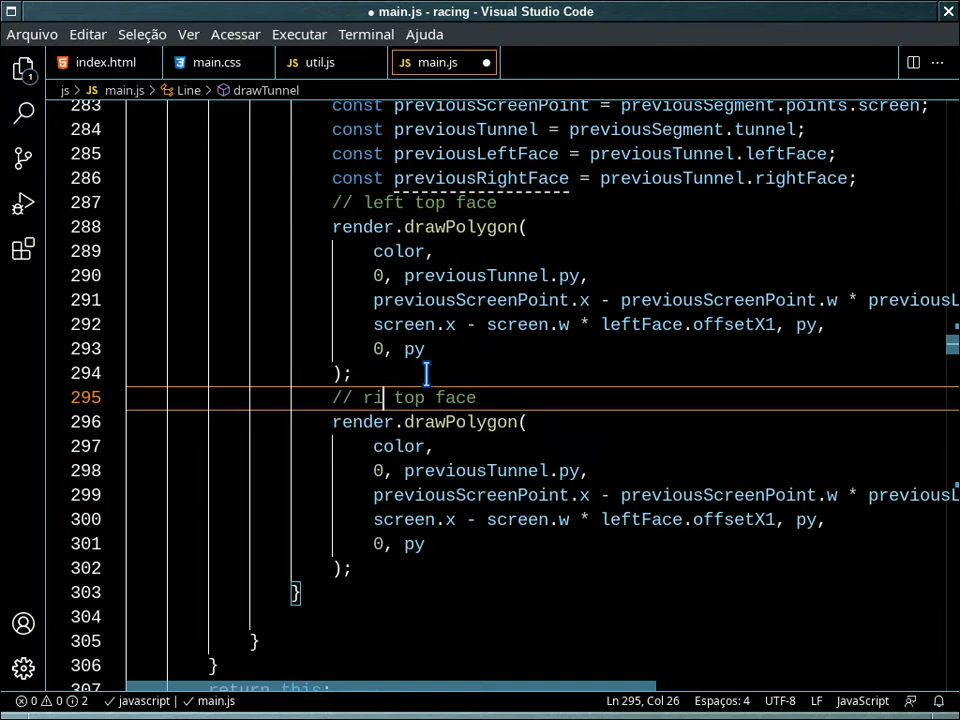 ● main.js - racing - Visual Studio Code
Arquivo Editar Seleção Ver Acessar Executar Terminal Ajuda
index.html main.css JS util.js JS main.js ●
js > JS main.js > Line > drawTunnel
283 const previousScreenPoint = previousSegment.points.screen;
284 const previousTunnel = previousSegment.tunnel;
285 const previousLeftFace = previousTunnel.leftFace;
286 const previousRightFace = previousTunnel.rightFace;
287 // left top face
288 render.drawPolygon(
289 color,
290 0, previousTunnel.py,
291 previousScreenPoint.x - previousScreenPoint.w * previousL
292 screen.x - screen.w * leftFace.offsetX1, py,
293 0, py
294 );
295 // ri top face
296 render.drawPolygon(
297 color,
298 0, previousTunnel.py,
299 previousScreenPoint.x - previousScreenPoint.w * previousL
300 screen.x - screen.w * leftFace.offsetX1, py,
301 0, py
302 );
303 }
304
305 }
306 }
307 return this;
0 0 2 javascript main.js Ln 295, Col 26 Espaços: 4 UTF-8 LF JavaScript